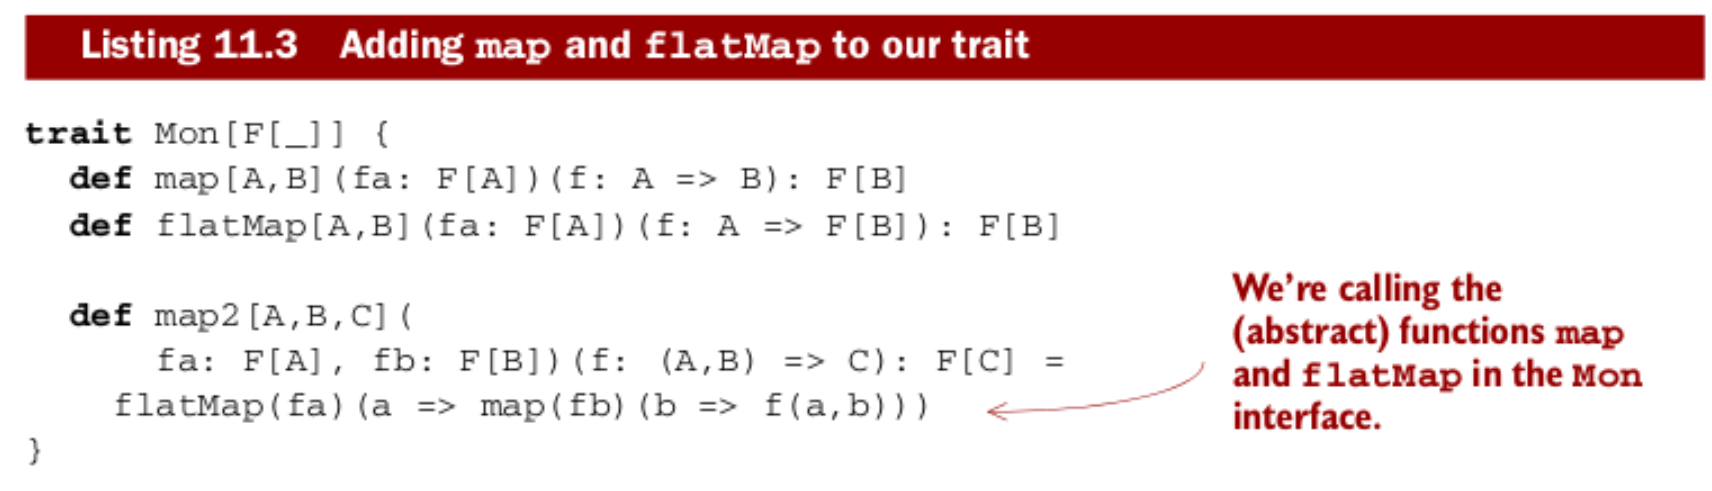 Listing 11.3 Adding map and flatMap to our trait
trait Mon[F[_]] {
def map[A,B](fa: F[A])(f: A => B): F[B]
def flatMap[A,B](fa: F[A])(f: A => F[B]): F[B]
def map2[A,B,C](
fa: F[A], fb: F[B])(f: (A,B) => C): F[C] =
flatMap(fa)(a => map(fb)(b => f(a,b)))
}
We're calling the
(abstract) functions map
and flatMap in the Mon
interface.